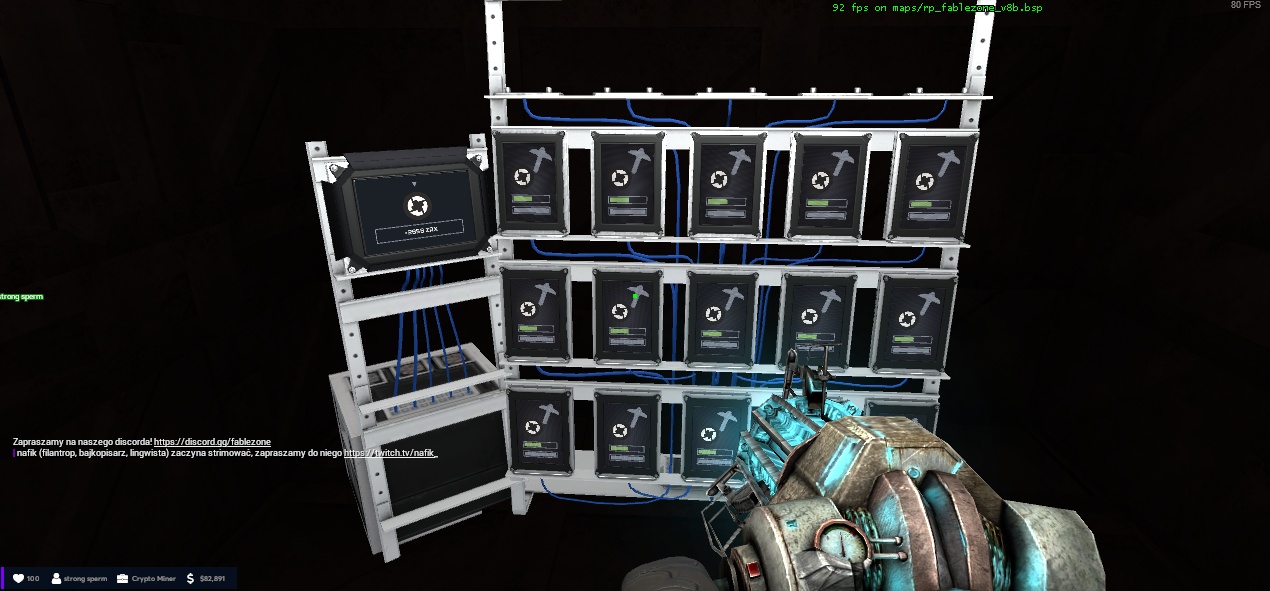 92 fps on maps/rp_fablezone_v8b.bsp
80 FPS
strong sperm
Zapraszamy na naszego discorda! https://discord.gg/fablezone
nafik (filantrop, bajkopisarz, lingwista) zaczyna strimować, zapraszamy do niego https://twitch.tv/nafik_
100
strong sperm
Crypto Miner
$82,891